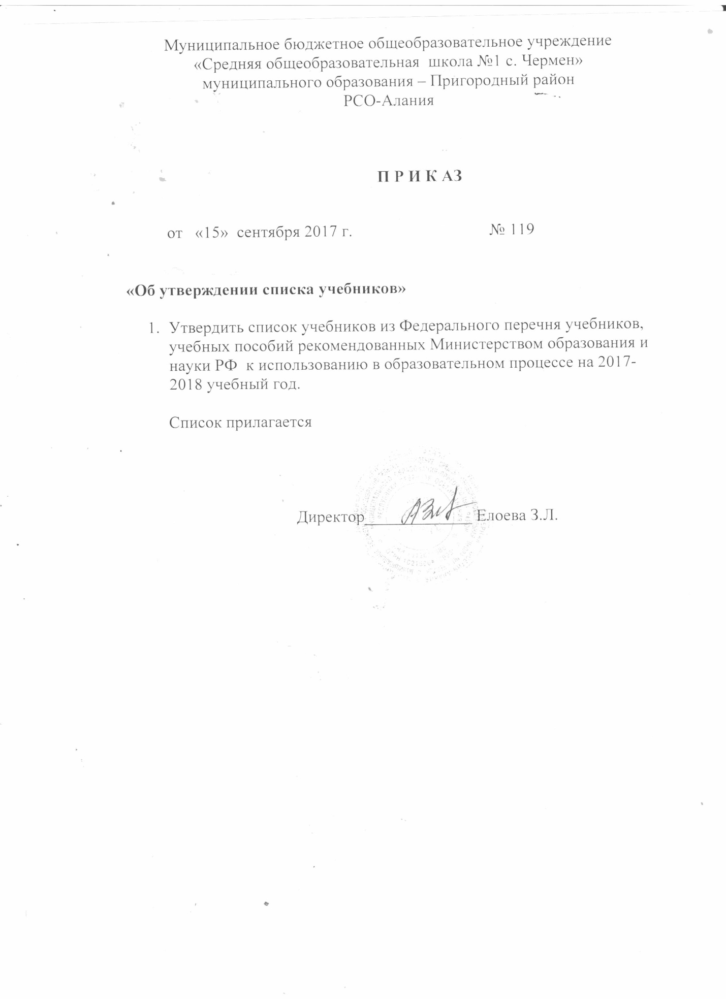 Муниципальное бюджетное общеобразовательное учреждение
«Средняя общеобразовательная школа №1 с. Чермен»
муниципального образования – Пригородный район
РСО-Алания
П Р И К АЗ
от «15» сентября 2017 г. № 119
«Об утверждении списка учебников»
1. Утвердить список учебников из Федерального перечня учебников,
учебных пособий рекомендованных Министерством образования и
науки РФ к использованию в образовательном процессе на 2017-
2018 учебный год.
Список прилагается
Директор______________ Елоева З.Л.